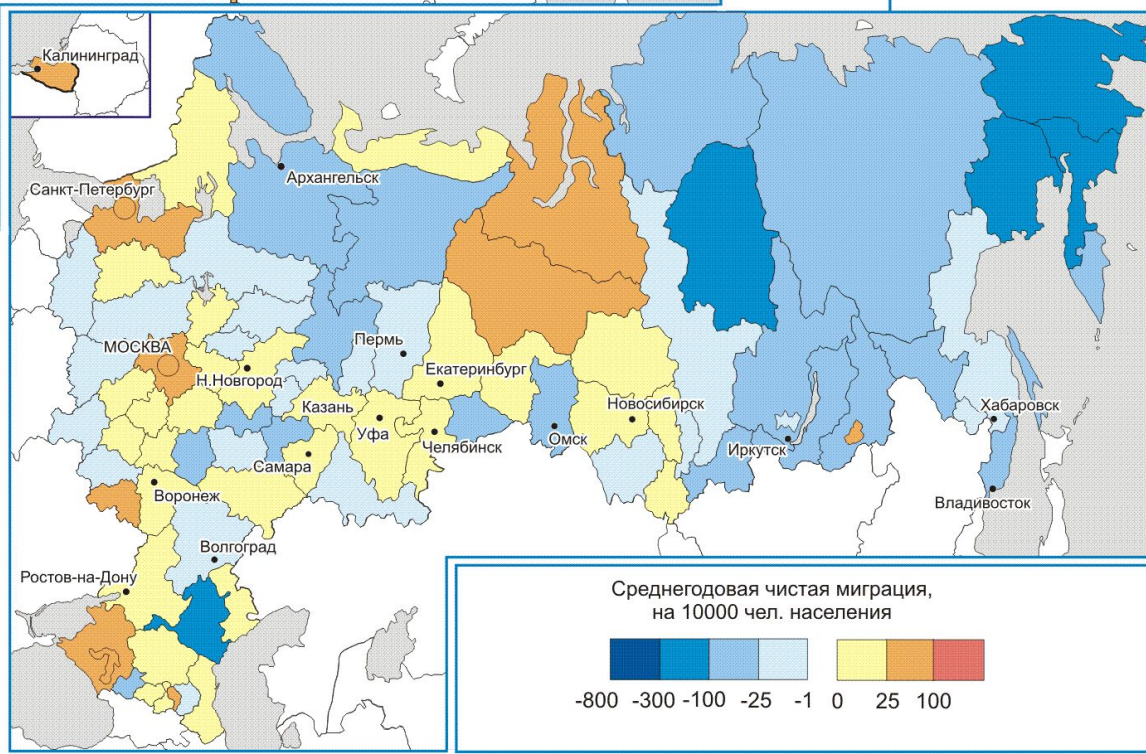 Калининград
Санкт-Петербург
Архангельск
МОСКВА
Пермь
Н.Новгород
Екатеринбург
Казань
Новосибирск
Хабаровск
Уфа
Челябинск
Омск
Иркутск
Самара
Воронеж
Владивосток
Волгоград
Ростов-на-Дону
Среднегодовая чистая миграция,
на 10000 чел. населения
-800 -300 -100 -25 -1 0 25 100